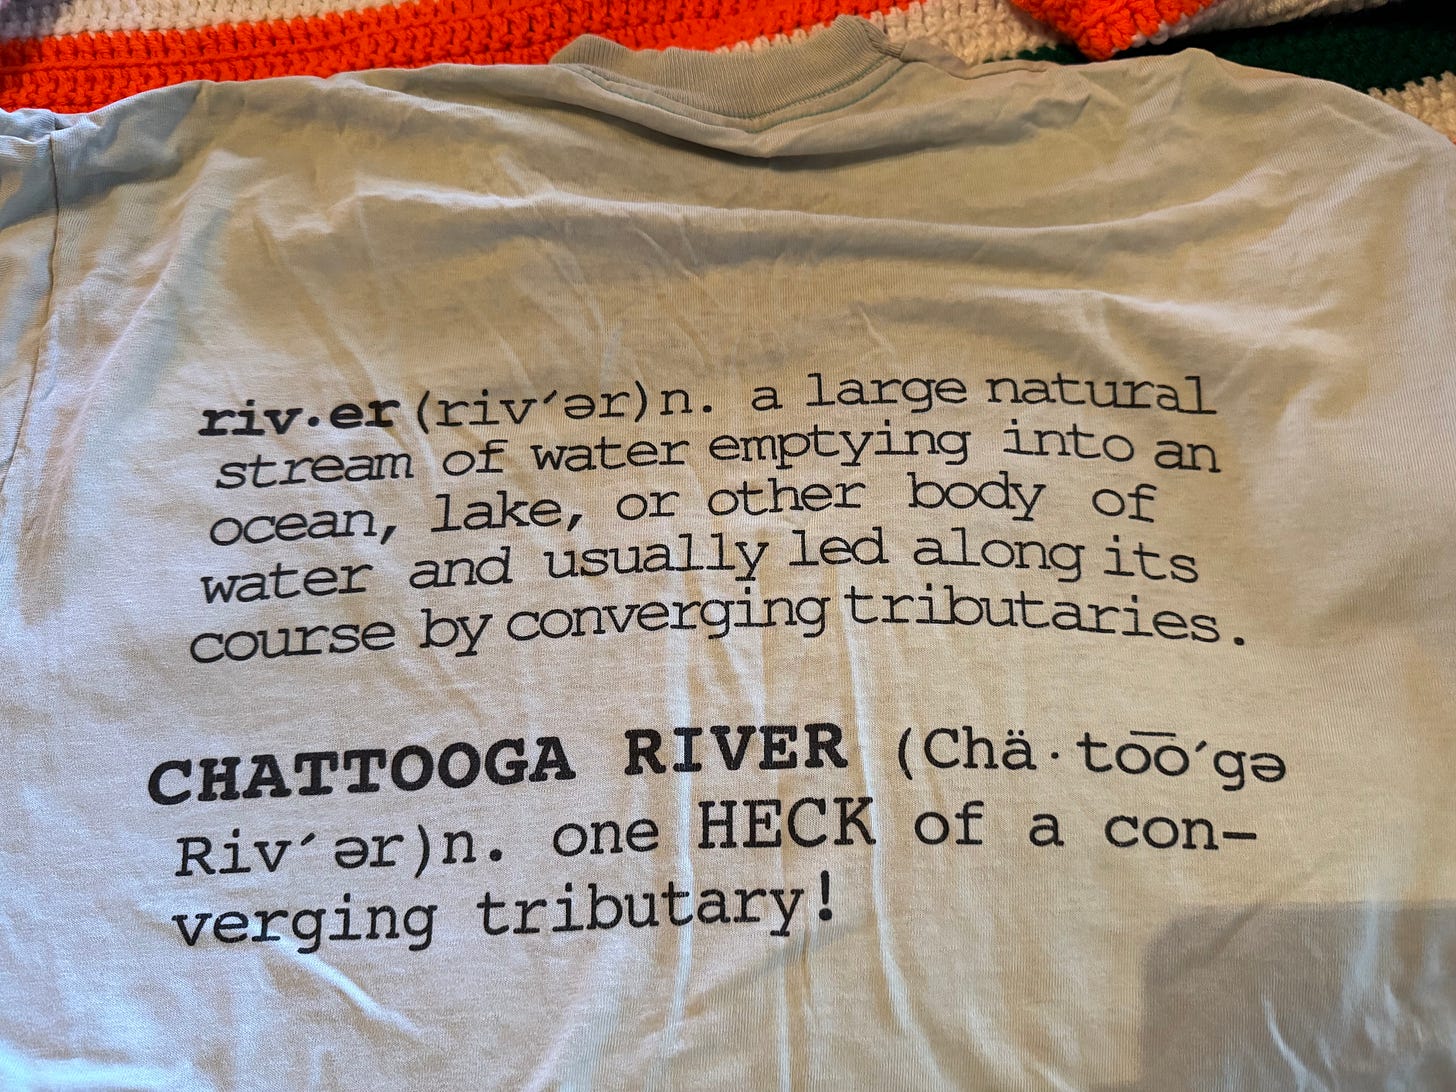 riv·er(riv′ər)n. a large natural
stream of water emptying into an
ocean, lake, or other body of
water and usually led along its
course by converging tributaries.
CHATTOOGA RIVER (Chä·to͞o′gə
Riv′ər)n. one HECK of a con-
verging tributary!